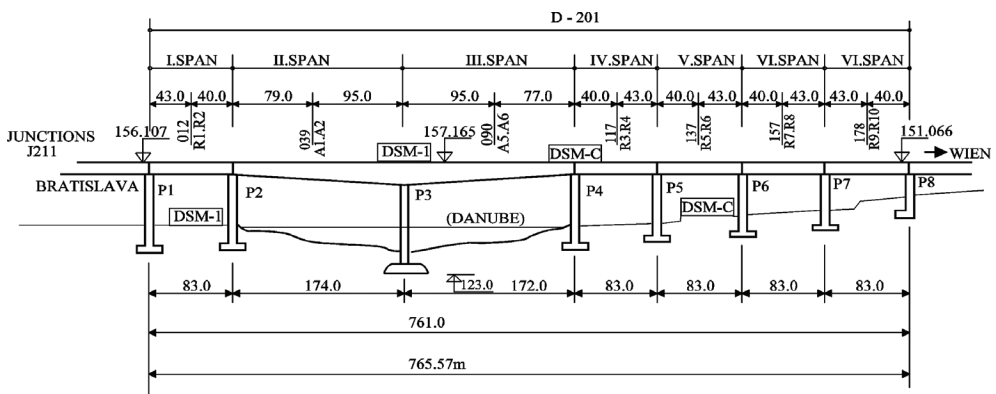 D - 201
I.SPAN II.SPAN III.SPAN IV.SPAN V.SPAN VI.SPAN VI.SPAN
43.0 40.0 79.0 95.0 95.0 77.0 40.0 43.0 40.0 43.0 40.0 43.0 43.0 40.0
012
R1.R2
039
A1.A2
090
A5.A6
117
R3.R4
137
R5.R6
157
R7.R8
178
R9.R10
JUNCTIONS
J211
156.107
157.165
151.066
DSM-1
DSM-C
WIEN
BRATISLAVA
P1 P2 P3 P4 P5 P6 P7 P8
DSM-1
(DANUBE)
DSM-C
123.0
83.0 174.0 172.0 83.0 83.0 83.0 83.0
761.0
765.57m